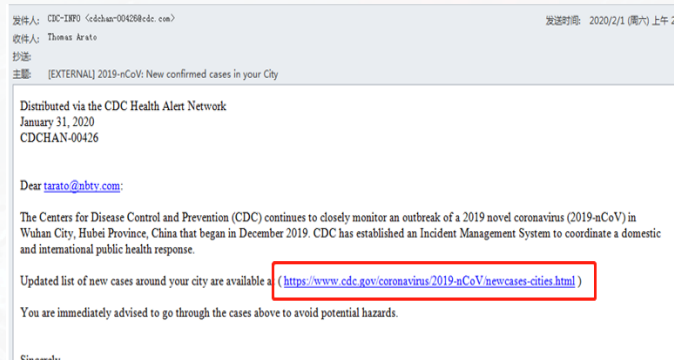 发件人: CDC-INFO <cdchan-00426@cdc.com>
发送时间: 2020/2/1 (周六) 上午 2
收件人: Thomas Arato
抄送:
主题: [EXTERNAL] 2019-nCoV: New confirmed cases in your City
Distributed via the CDC Health Alert Network
January 31, 2020
CDCHAN-00426
Dear tarato@nbtv.com:
The Centers for Disease Control and Prevention (CDC) continues to closely monitor an outbreak of a 2019 novel coronavirus (2019-nCoV) in
Wuhan City, Hubei Province, China that began in December 2019. CDC has established an Incident Management System to coordinate a domestic
and international public health response.
Updated list of new cases around your city are available a ( https://www.cdc.gov/coronavirus/2019-nCoV/newcases-cities.html )
You are immediately advised to go through the cases above to avoid potential hazards.
Sincerely